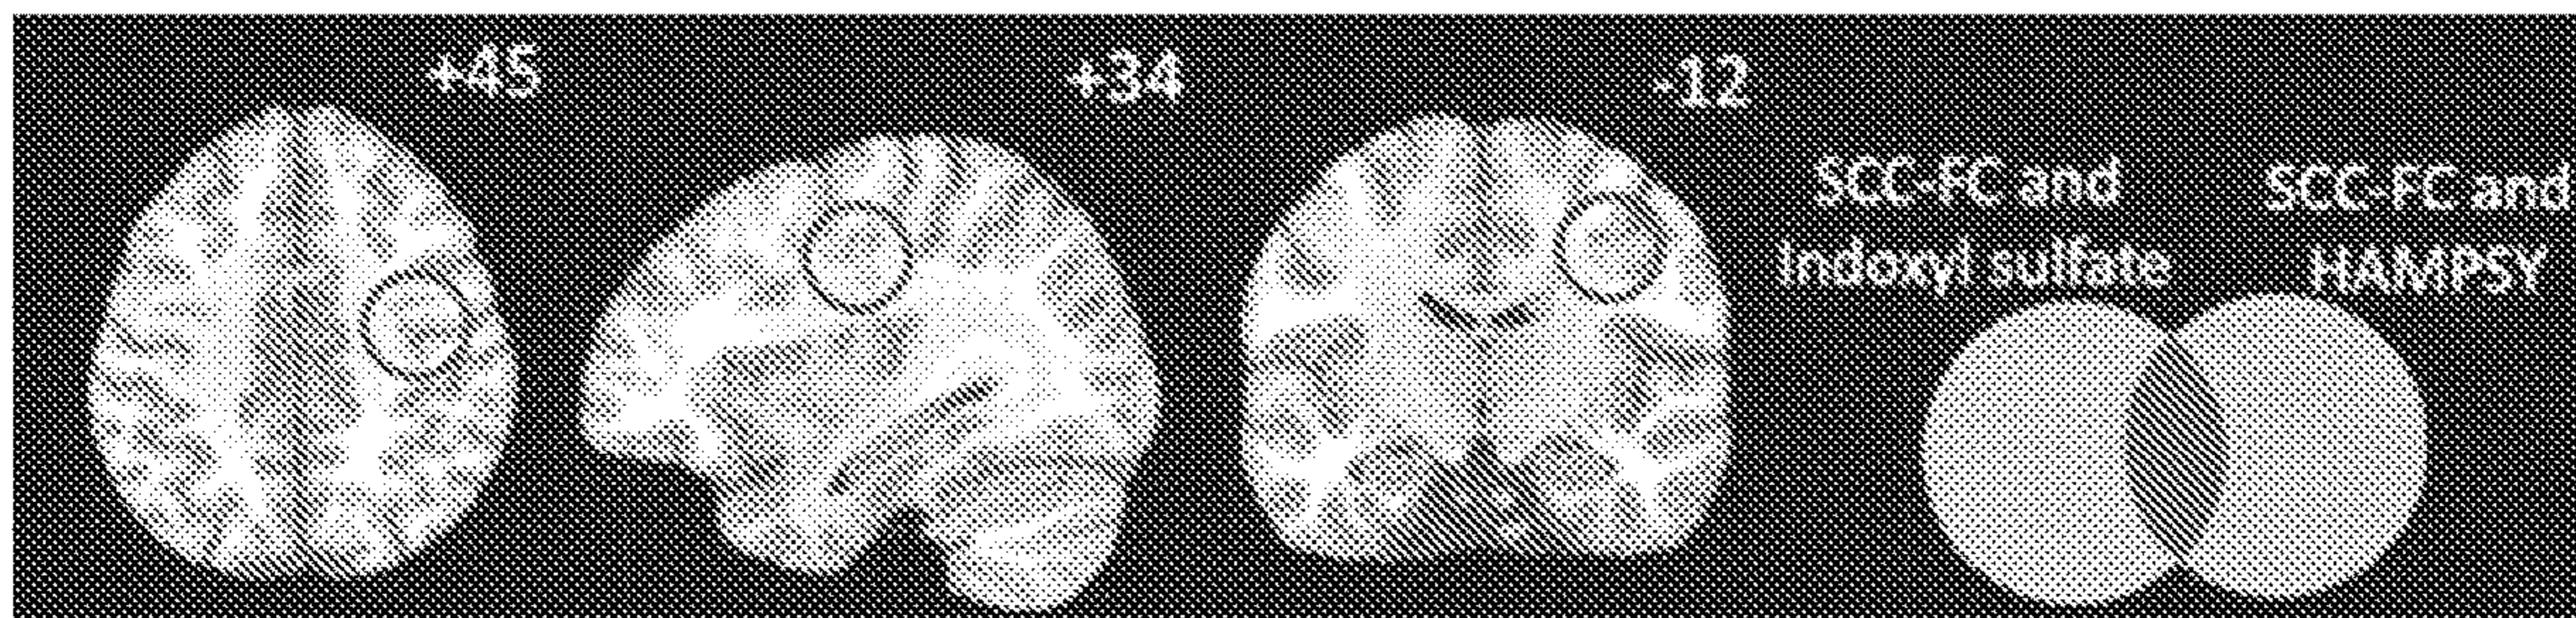 +45
+34
-12
SCC-FC and
Indoxyl sulfate
SCC-FC and
HAMPSY